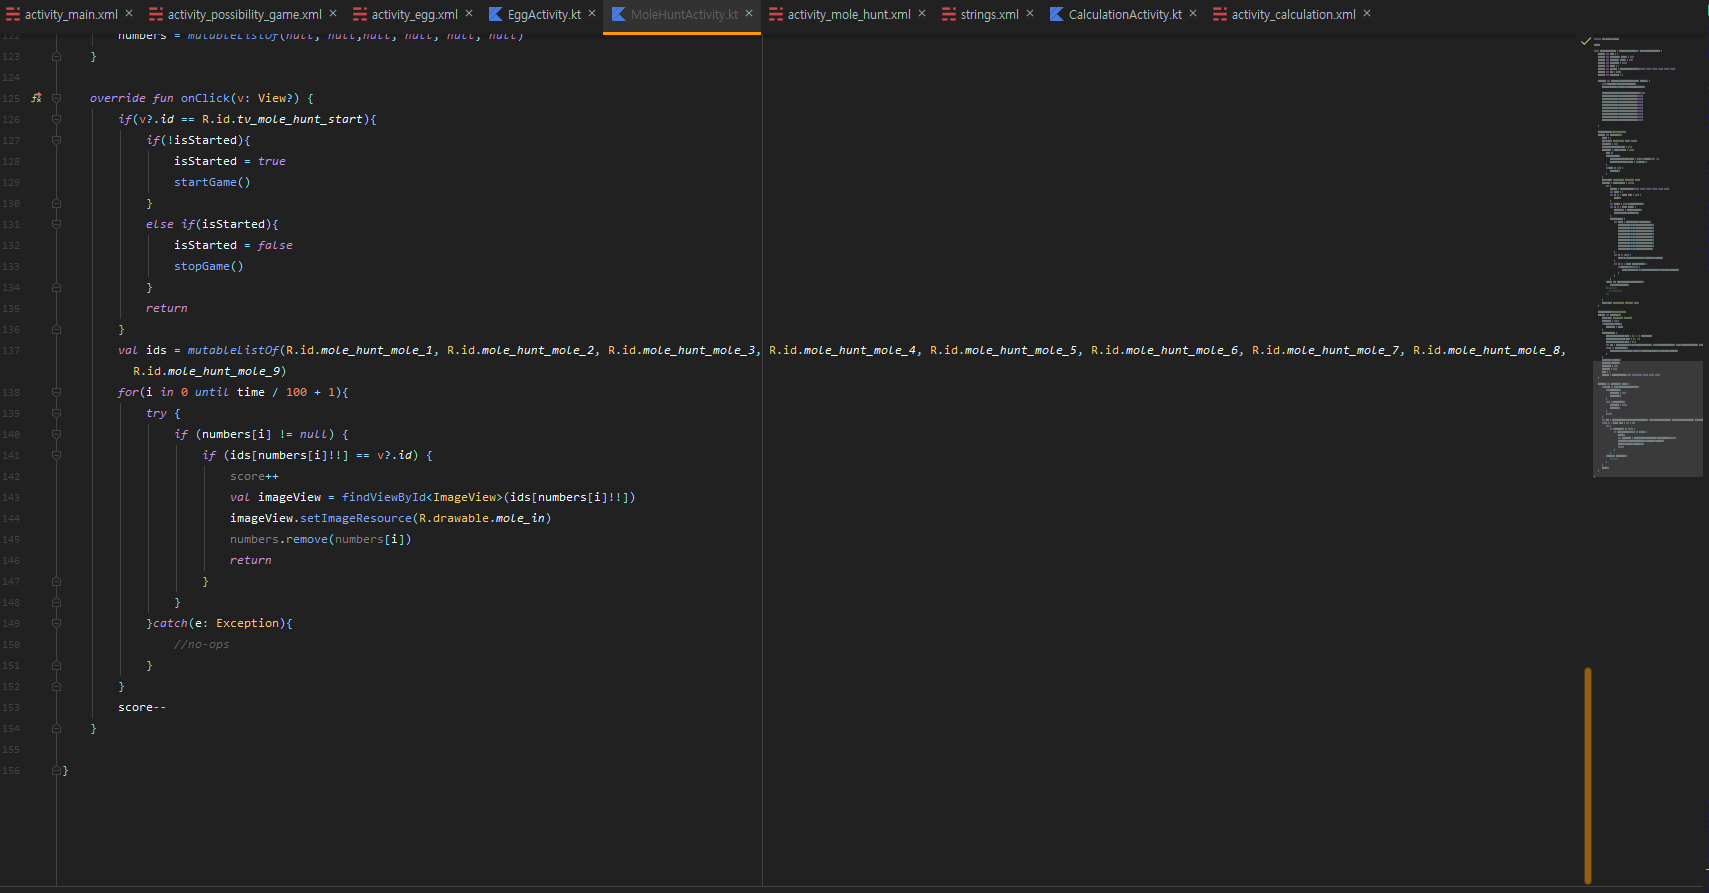 activity_main.xml × activity_possibility_game.xml × activity_egg.xml × EggActivity.kt × MoleHuntActivity.kt × activity_mole_hunt.xml × strings.xml × CalculationActivity.kt × activity_calculation.xml ×
122 numbers = mutableListOf(null, null,null, null, null, null)
123 }
124
125 override fun onClick(v: View?) {
126 if(v?.id == R.id.tv_mole_hunt_start){
127 if(!isStarted){
128 isStarted = true
129 startGame()
130 }
131 else if(isStarted){
132 isStarted = false
133 stopGame()
134 }
135 return
136 }
137 val ids = mutableListOf(R.id.mole_hunt_mole_1, R.id.mole_hunt_mole_2, R.id.mole_hunt_mole_3, R.id.mole_hunt_mole_4, R.id.mole_hunt_mole_5, R.id.mole_hunt_mole_6, R.id.mole_hunt_mole_7, R.id.mole_hunt_mole_8,
R.id.mole_hunt_mole_9)
138 for(i in 0 until time / 100 + 1){
139 try {
140 if (numbers[i] != null) {
141 if (ids[numbers[i]!!] == v?.id) {
142 score++
143 val imageView = findViewById<ImageView>(ids[numbers[i]!!])
144 imageView.setImageResource(R.drawable.mole_in)
145 numbers.remove(numbers[i])
146 return
147 }
148 }
149 }catch(e: Exception){
150 //no-ops
151 }
152 }
153 score--
154 }
155
156 }